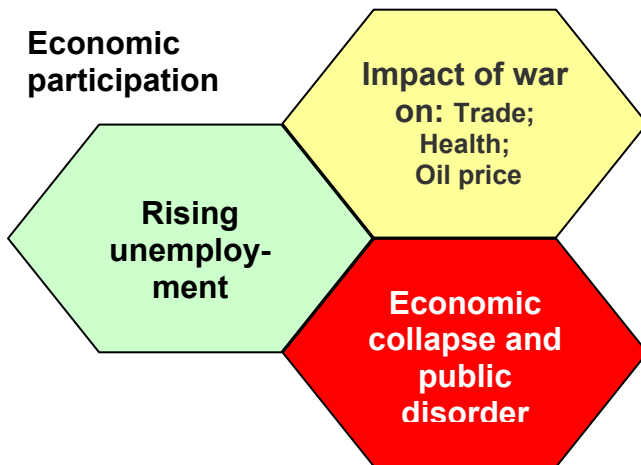 Economic
participation
Impact of war
on: Trade;
Health;
Oil price
Rising
unemploy-
ment
Economic
collapse and
public
disorder